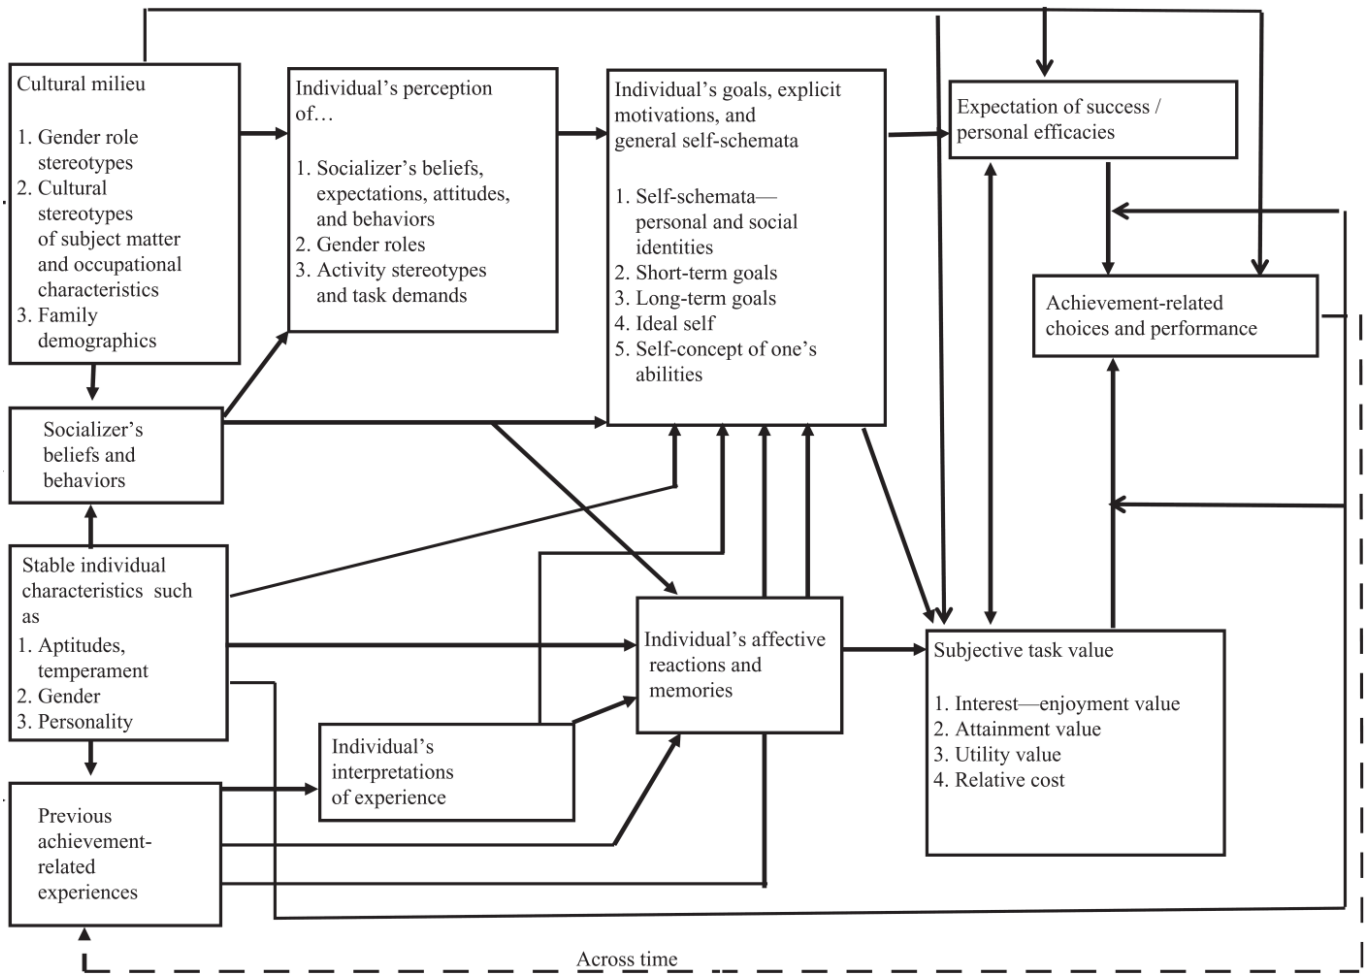 Cultural milieu
1. Gender role
stereotypes
2. Cultural
stereotypes
of subject matter
and occupational
characteristics
3. Family
demographics
Individual’s perception
of…
1. Socializer’s beliefs,
expectations, attitudes,
and behaviors
2. Gender roles
3. Activity stereotypes
and task demands
Individual’s goals, explicit
motivations, and
general self-schemata
1. Self-schemata—
personal and social
identities
2. Short-term goals
3. Long-term goals
4. Ideal self
5. Self-concept of one’s
abilities
Expectation of success /
personal efficacies
Achievement-related
choices and performance
Socializer’s
beliefs and
behaviors
Stable individual
characteristics such
as
1. Aptitudes,
temperament
2. Gender
3. Personality
Individual’s affective
reactions and
memories
Subjective task value
1. Interest—enjoyment value
2. Attainment value
3. Utility value
4. Relative cost
Individual’s
interpretations
of experience
Previous
achievement-
related
experiences
Across time